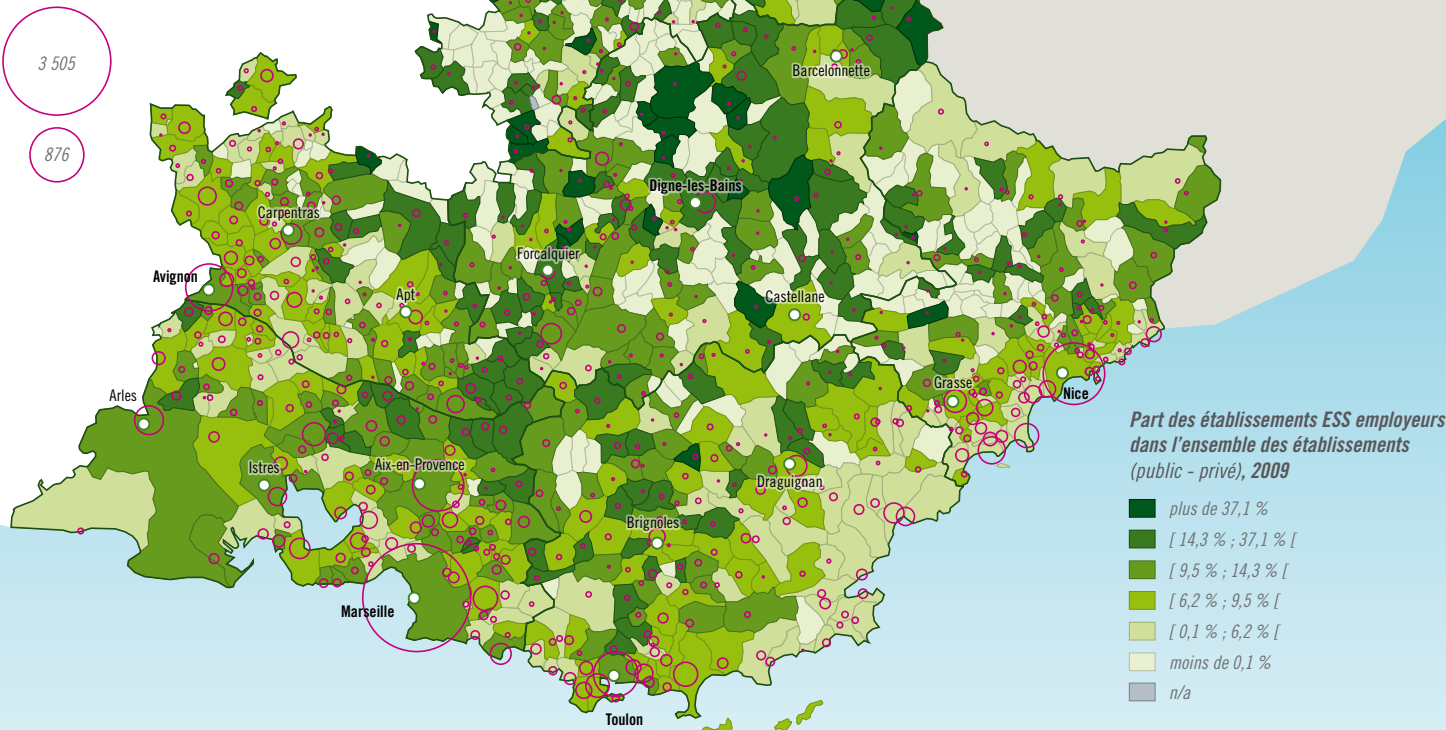 3 505
876
Barcelonnette
Digne-les-Bains
Carpentras
Forcalquier
Avignon
Apt
Castellane
Arles
Grasse
Nice
Istres
Aix-en-Provence
Draguignan
Brignoles
Marseille
Toulon
Part des établissements ESS employeurs
dans l'ensemble des établissements
(public - privé), 2009
plus de 37,1 %
[ 14,3 % ; 37,1 % [
[ 9,5 % ; 14,3 % [
[ 6,2 % ; 9,5 % [
[ 0,1 % ; 6,2 % [
moins de 0,1 %
n/a